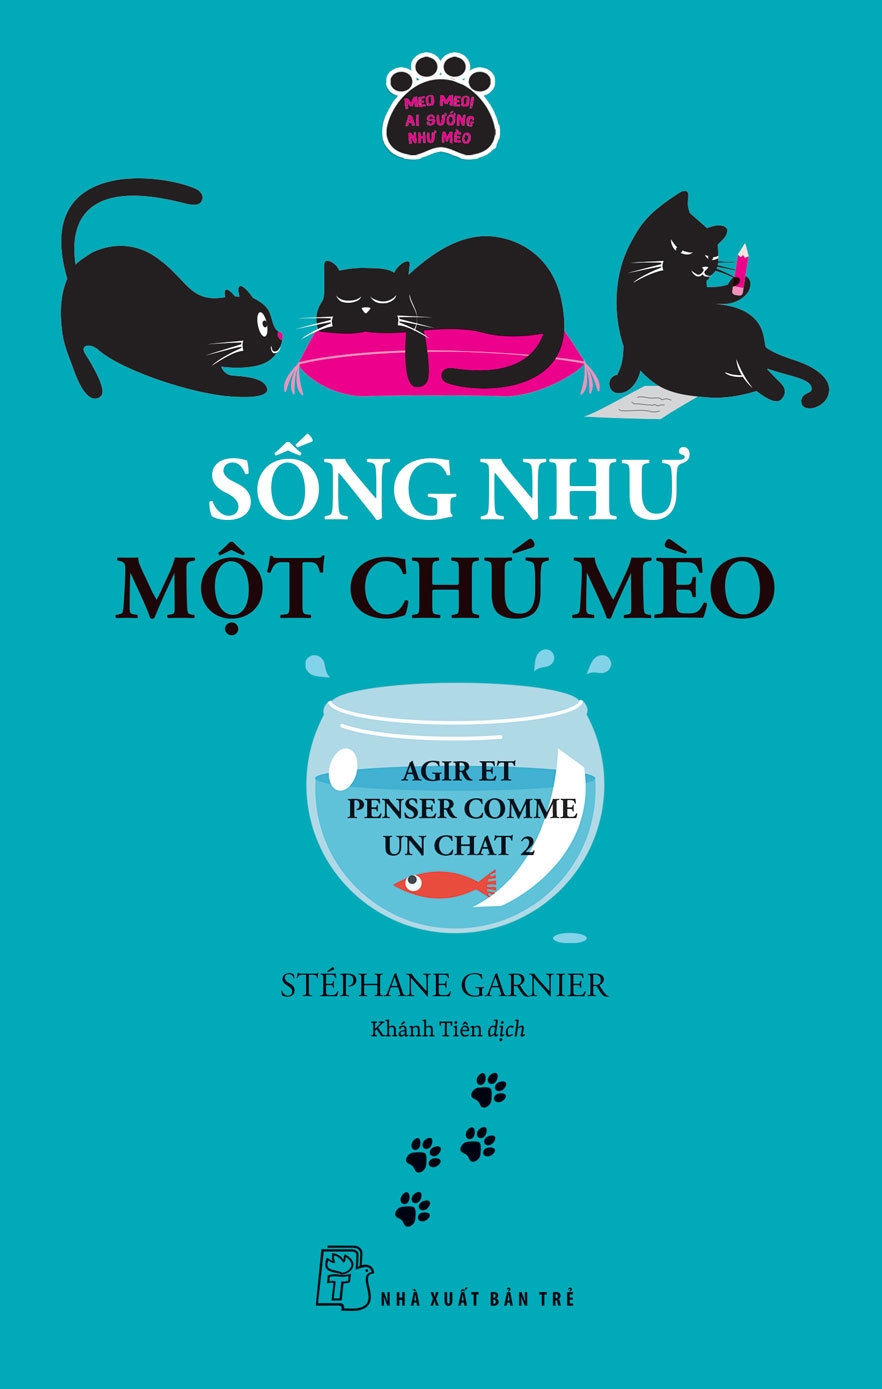 MEO MEO!
AI SƯỚNG
NHƯ MÈO
SỐNG NHƯ
MỘT CHÚ MÈO
AGIR ET
PENSER COMME
UN CHAT 2
STÉPHANE GARNIER
Khánh Tiên dịch
T
NHÀ XUẤT BẢN TRẺ